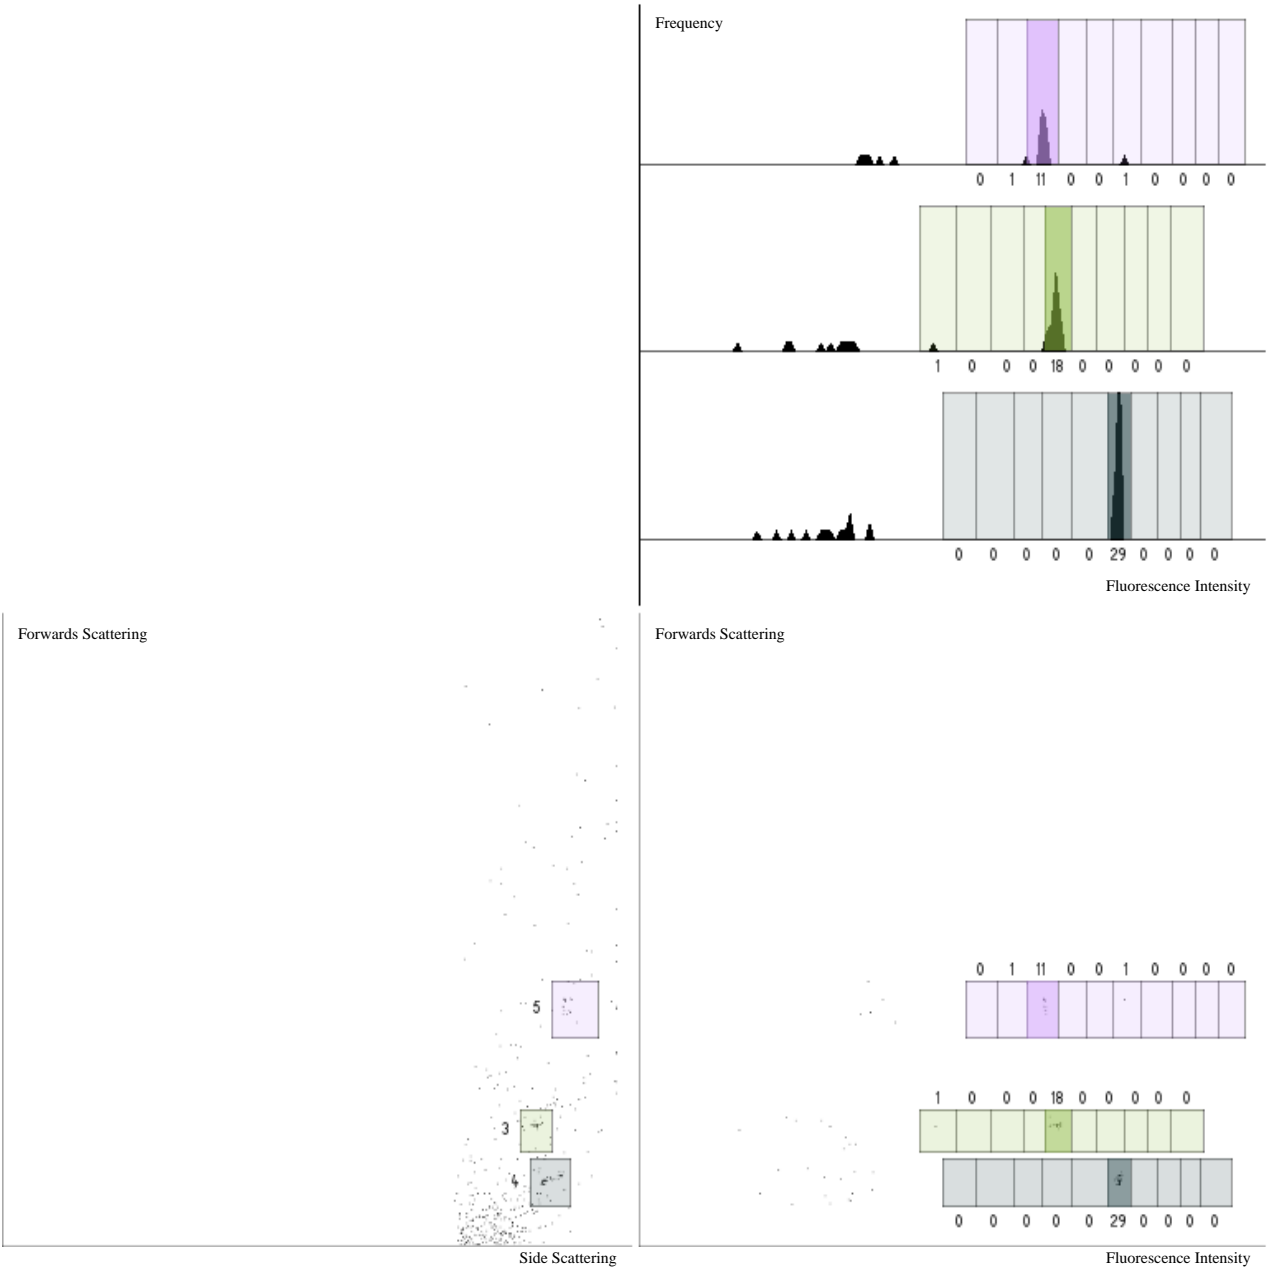 Frequency
0 1 11 0 0 1 0 0 0 0
1 0 0 0 18 0 0 0 0 0
0 0 0 0 0 29 0 0 0 0
Fluorescence Intensity
Forwards Scattering
5
3
4
Side Scattering
Forwards Scattering
0 1 11 0 0 1 0 0 0 0
1 0 0 0 18 0 0 0 0 0
0 0 0 0 0 29 0 0 0 0
Fluorescence Intensity